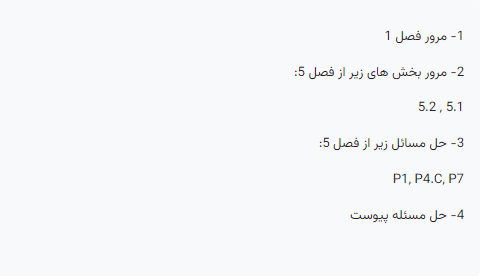 1- مرور فصل 1
2- مرور بخش های زیر از فصل 5:
5.2 , 5.1
3- حل مسائل زیر از فصل 5:
P1, P4.C, P7
4- حل مسئله پیوست